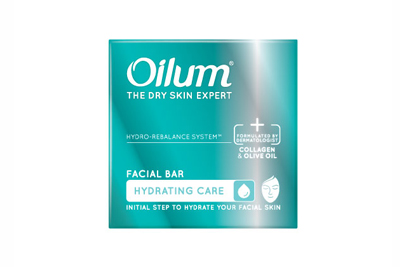 Oilum®
THE DRY SKIN EXPERT
HYDRO-REBALANCE SYSTEM™
+
FORMULATED BY
DERMATOLOGIST
COLLAGEN
& OLIVE OIL
FACIAL BAR
HYDRATING CARE
INITIAL STEP TO HYDRATE YOUR FACIAL SKIN